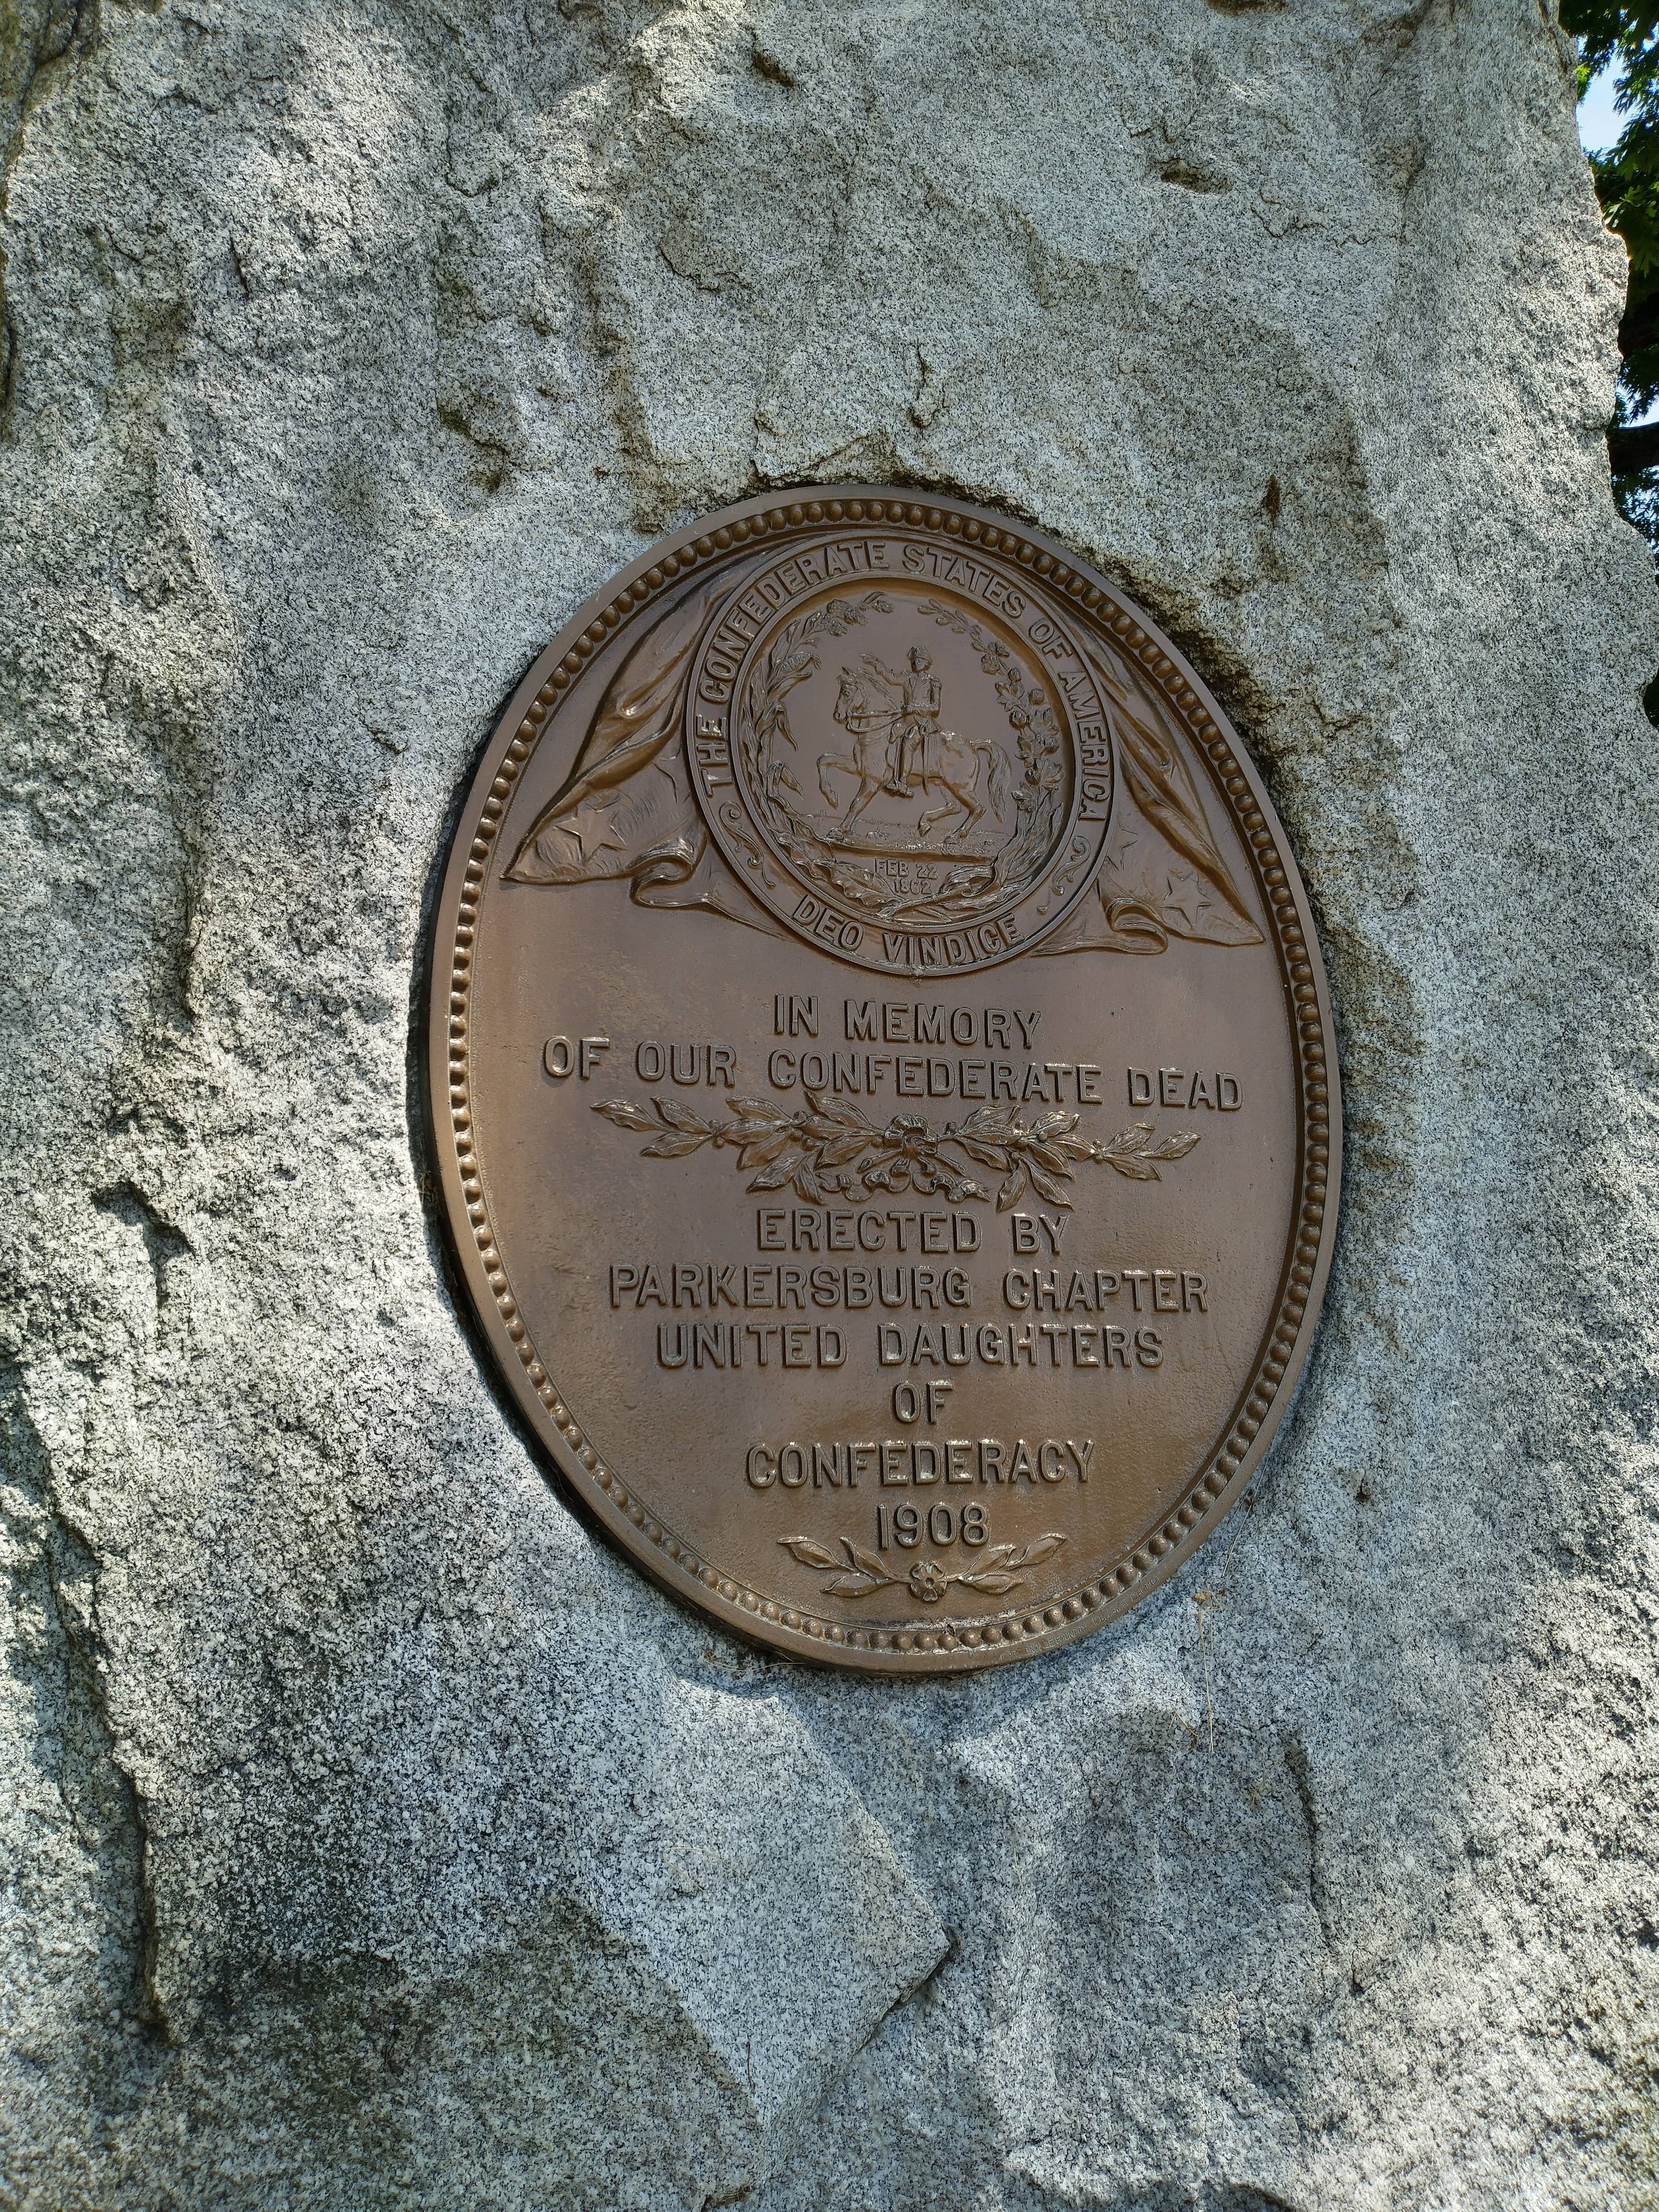 THE CONFEDERATE STATES OF AMERICA
FEB 22
1862
DEO VINDICE
IN MEMORY
OF OUR CONFEDERATE DEAD
ERECTED BY
PARKERSBURG CHAPTER
UNITED DAUGHTERS
OF
CONFEDERACY
1908